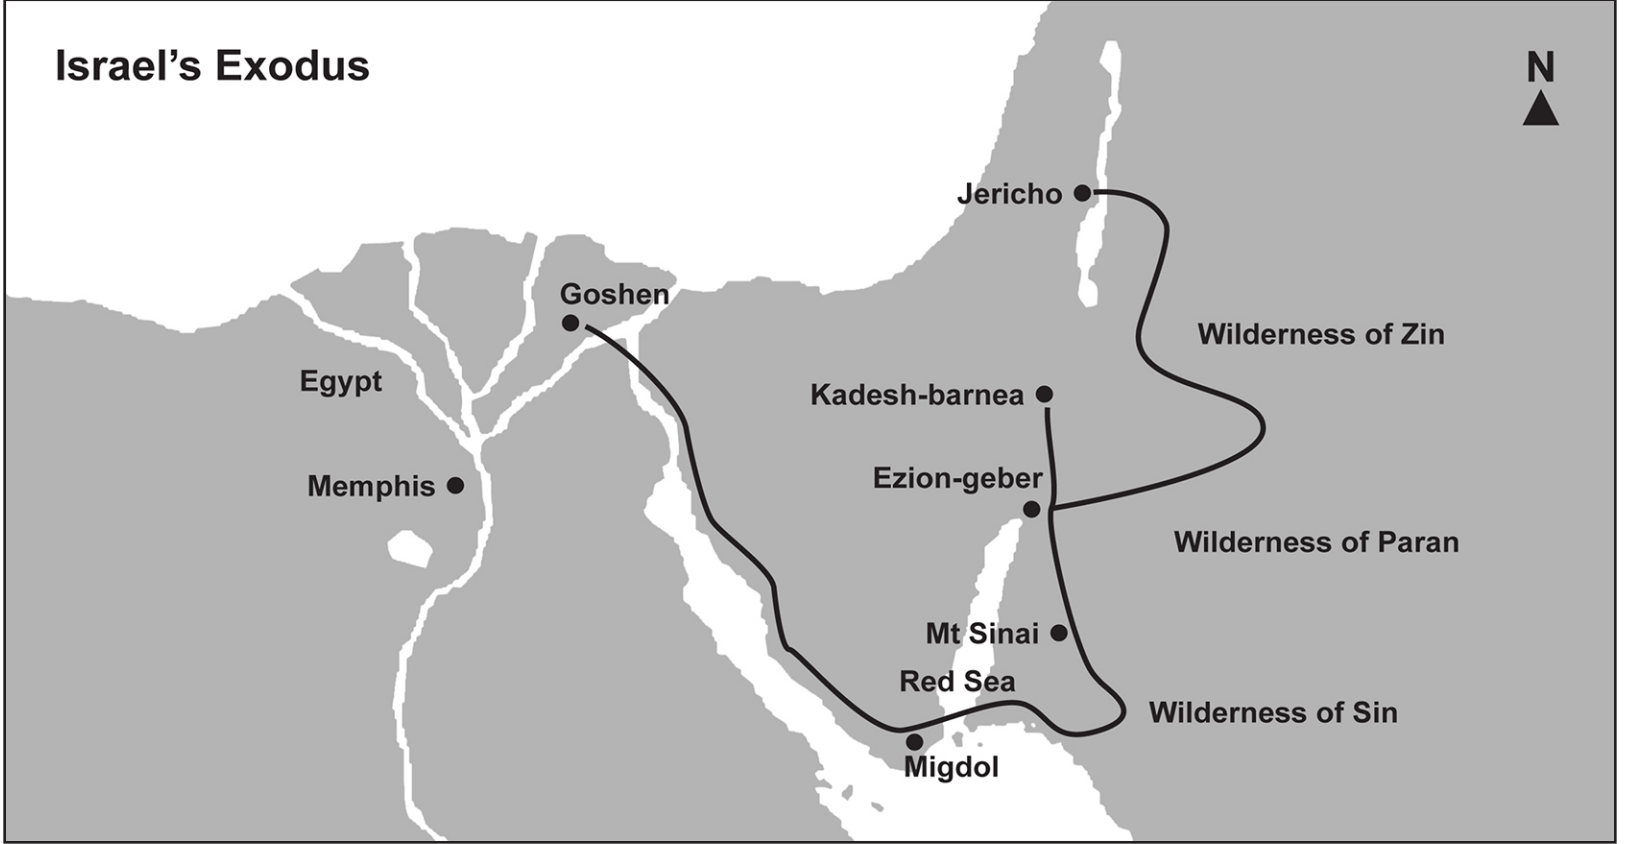 Israel’s Exodus
N
Jericho
Goshen
Wilderness of Zin
Egypt
Kadesh-barnea
Ezion-geber
Memphis
Wilderness of Paran
Mt Sinai
Red Sea
Wilderness of Sin
Migdol